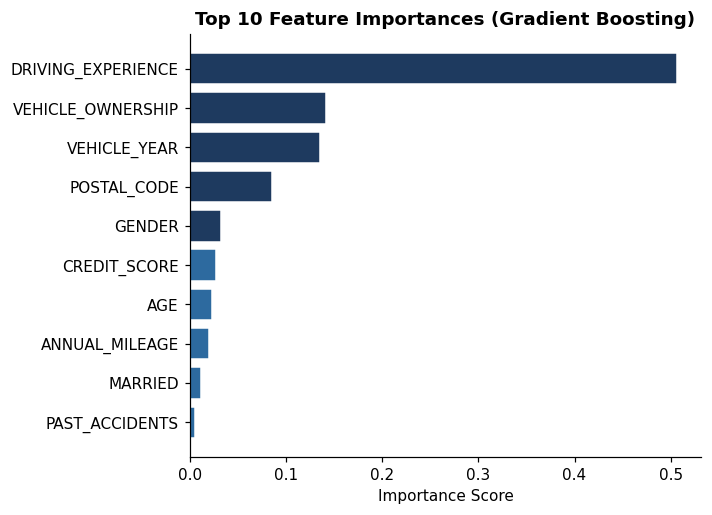 Top 10 Feature Importances (Gradient Boosting)
DRIVING_EXPERIENCE
VEHICLE_OWNERSHIP
VEHICLE_YEAR
POSTAL_CODE
GENDER
CREDIT_SCORE
AGE
ANNUAL_MILEAGE
MARRIED
PAST_ACCIDENTS
0.0 0.1 0.2 0.3 0.4 0.5
Importance Score